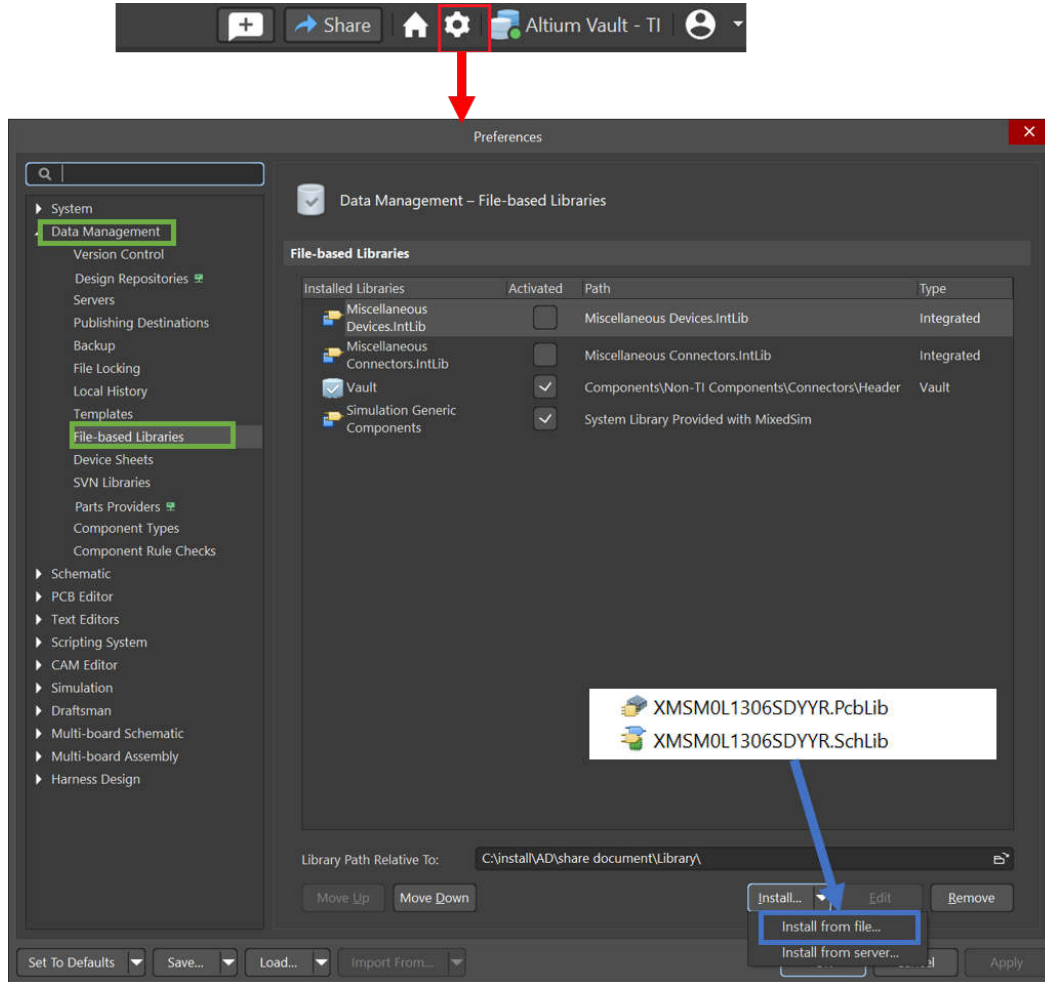 Share
Altium Vault - TI
Preferences
System
Data Management
Version Control
Design Repositories
Servers
Publishing Destinations
Backup
File Locking
Local History
Templates
File-based Libraries
Device Sheets
SVN Libraries
Parts Providers
Component Types
Component Rule Checks
Schematic
PCB Editor
Text Editors
Scripting System
CAM Editor
Simulation
Draftsman
Multi-board Schematic
Multi-board Assembly
Harness Design
Data Management – File-based Libraries
File-based Libraries
Installed Libraries Activated Path Type
Miscellaneous
Devices.IntLib
Miscellaneous Devices.IntLib Integrated
Miscellaneous
Connectors.IntLib
Miscellaneous Connectors.IntLib Integrated
Vault Components\Non-TI Components\Connectors\Header Vault
Simulation Generic
Components
System Library Provided with MixedSim
XMSM0L1306SDYYR.PcbLib
XMSM0L1306SDYYR.SchLib
Library Path Relative To: C:\install\AD\share document\Library\
Move Up Move Down Install... Edit Remove
Install from file...
Install from server...
Set To Defaults Save... Load... Import From... Apply